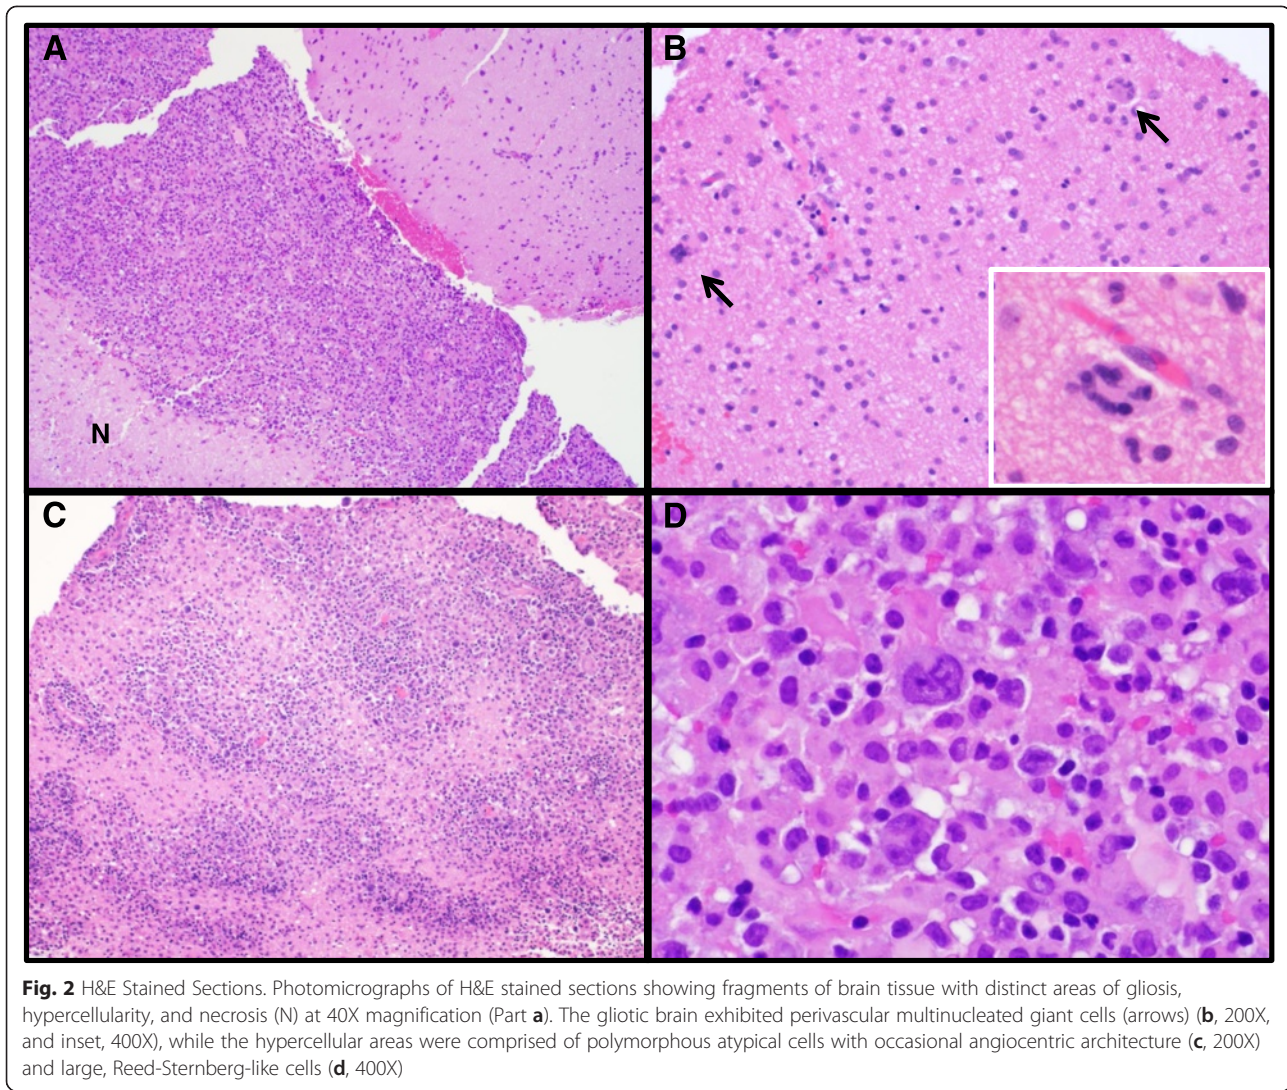 A
B
N
C
D
Fig. 2 H&E Stained Sections. Photomicrographs of H&E stained sections showing fragments of brain tissue with distinct areas of gliosis,
hypercellularity, and necrosis (N) at 40X magnification (Part a). The gliotic brain exhibited perivascular multinucleated giant cells (arrows) (b, 200X,
and inset, 400X), while the hypercellular areas were comprised of polymorphous atypical cells with occasional angiocentric architecture (c, 200X)
and large, Reed-Sternberg-like cells (d, 400X)